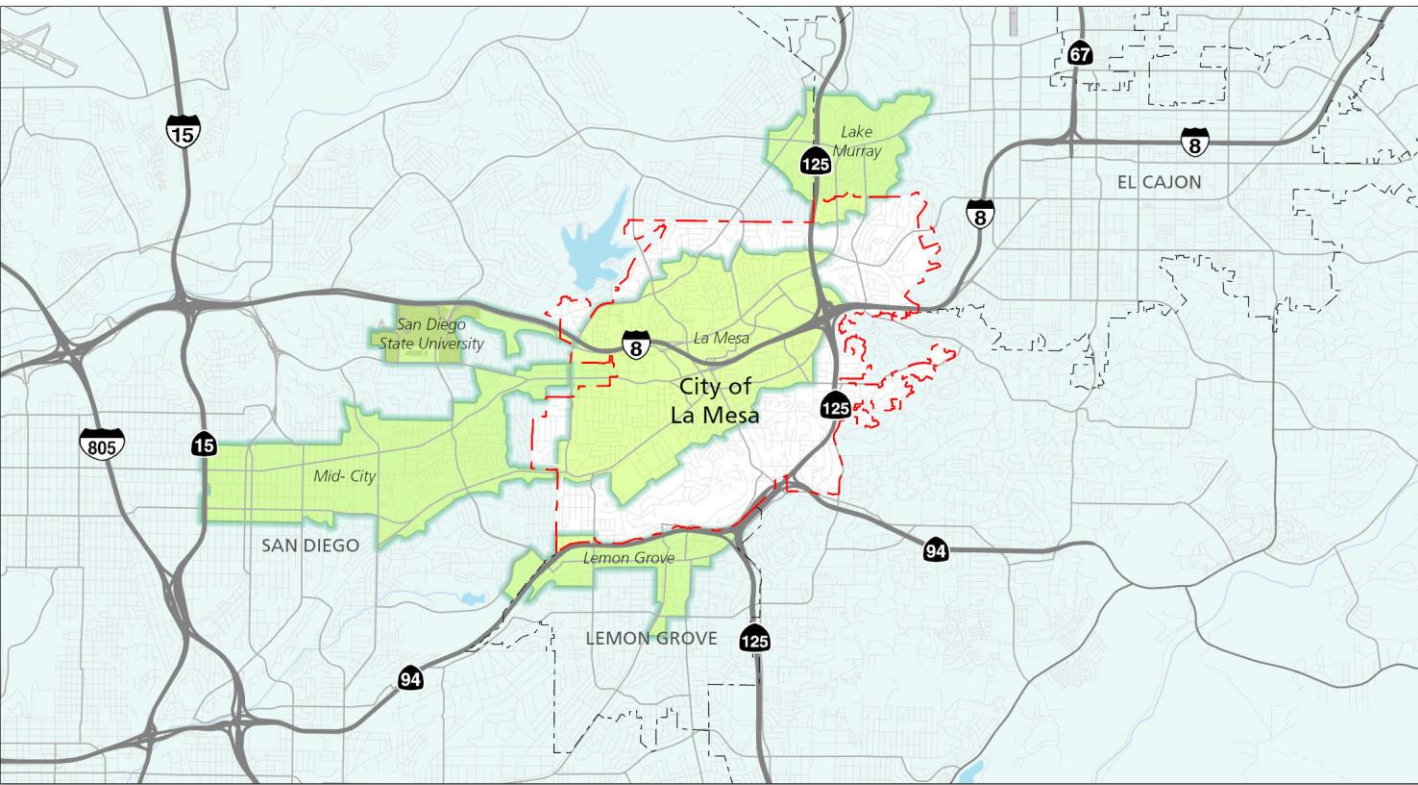 67
15
Lake
Murray
125
8
EL CAJON
8
San Diego
State University
8
La Mesa
City of
La Mesa
125
805
15
Mid- City
SAN DIEGO
Lemon Grove
94
LEMON GROVE
125
94